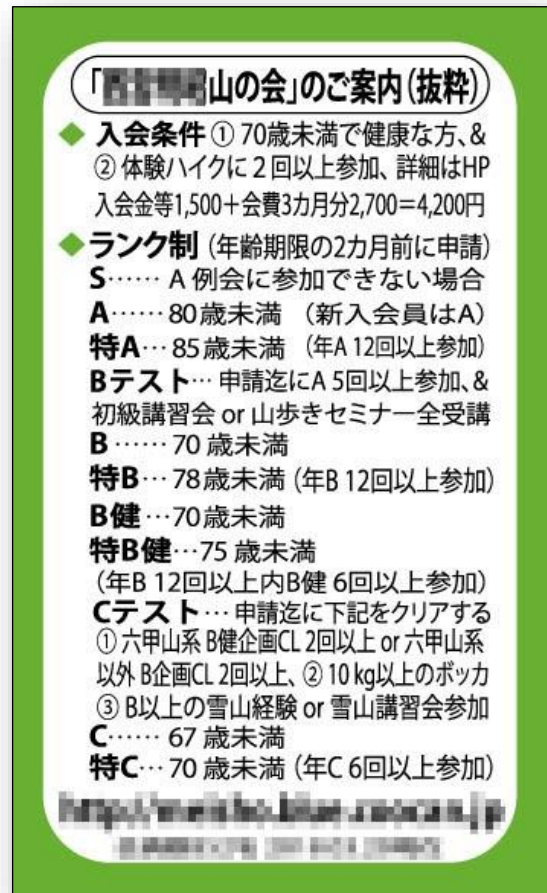 山の会」のご案内(抜粋)
◆ 入会条件 ① 70歳未満で健康な方、&
② 体験ハイクに2回以上参加、詳細はHP
入会金等1,500+会費3カ月分2,700=4,200円
◆ ランク制 (年齢期限の2カ月前に申請)
S…… A 例会に参加できない場合
A…… 80歳未満 (新入会員はA)
特A… 85歳未満 (年A 12回以上参加)
Bテスト… 申請迄にA 5回以上参加、&
初級講習会 or 山歩きセミナー全受講
B …… 70 歳未満
特B… 78歳未満 (年B 12回以上参加)
B健 …70歳未満
特B健…75 歳未満
(年B 12回以上内B健 6回以上参加)
Cテスト… 申請迄に下記をクリアする
① 六甲山系 B健企画CL 2回以上 or 六甲山系
以外 B企画CL 2回以上、② 10 kg以上のボッカ
③ B以上の雪山経験 or 雪山講習会参加
C…… 67 歳未満
特C… 70 歳未満 (年C 6回以上参加)